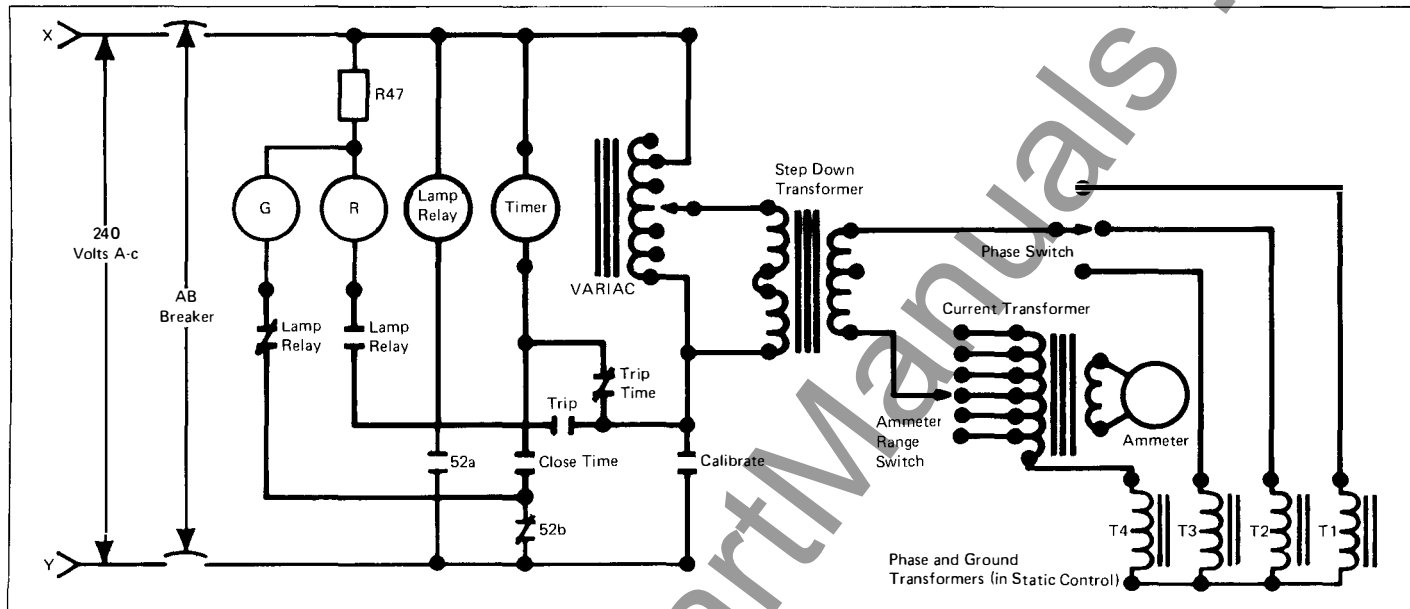 X
R47
240
Volts A-c
AB
Breaker
G
R
Lamp
Relay
Timer
VARIAC
Step Down
Transformer
Phase Switch
Current Transformer
Lamp
Relay
Lamp
Relay
Trip
Time
Trip
Ammeter
Range
Switch
Ammeter
52a
Close Time
Calibrate
52b
T4
T3
T2
T1
Y
Phase and Ground
Transformers (in Static Control)
artManuals